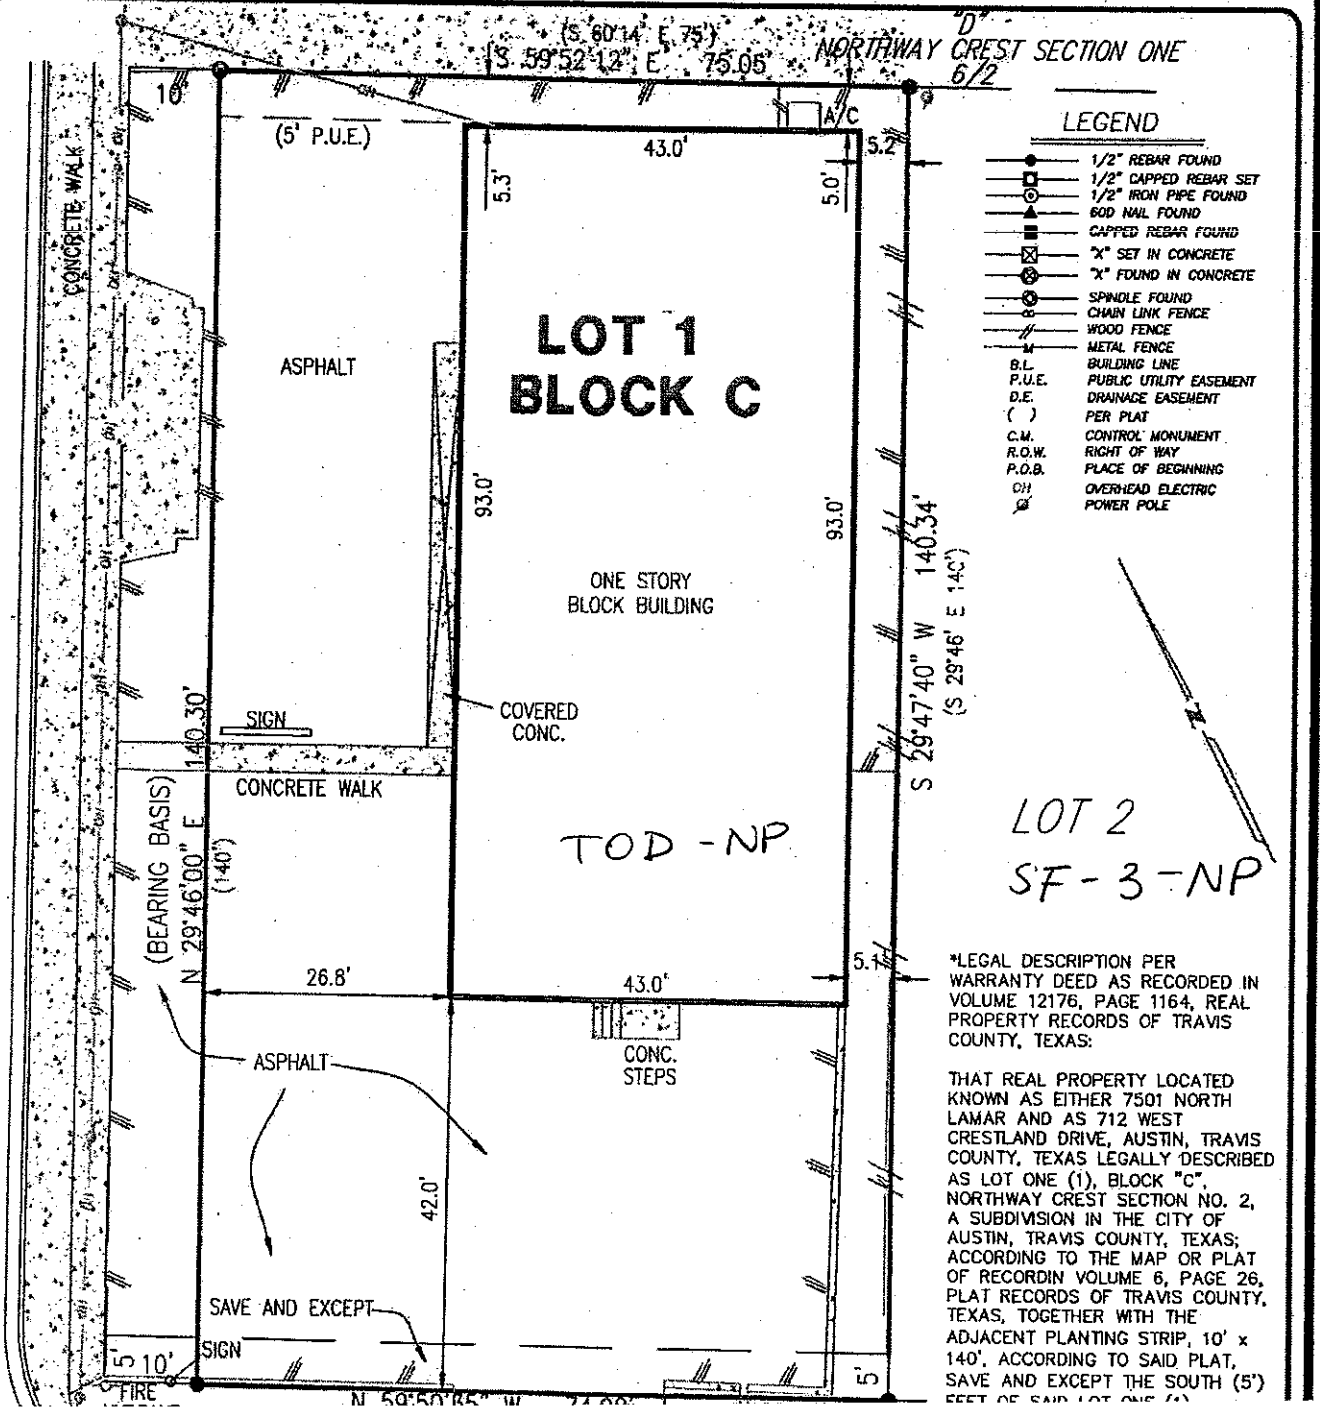 "D"
(S 60°14' E 75')
NORTHWAY CREST SECTION ONE
S 59°52'12" E 75.05'
6/2
10'
(5' P.U.E.)
A/C
43.0'
5.2'
5.3'
5.0'
CONCRETE WALK
LEGEND
1/2" REBAR FOUND
1/2" CAPPED REBAR SET
1/2" IRON PIPE FOUND
60D NAIL FOUND
CAPPED REBAR FOUND
"X" SET IN CONCRETE
"X" FOUND IN CONCRETE
SPINDLE FOUND
CHAIN LINK FENCE
WOOD FENCE
METAL FENCE
B.L. BUILDING LINE
P.U.E. PUBLIC UTILITY EASEMENT
D.E. DRAINAGE EASEMENT
( ) PER PLAT
C.M. CONTROL MONUMENT
R.O.W. RIGHT OF WAY
P.O.B. PLACE OF BEGINNING
OH OVERHEAD ELECTRIC
POWER POLE
LOT 1
BLOCK C
ASPHALT
93.0'
93.0'
ONE STORY
BLOCK BUILDING
S 29°47'40" W 140.34'
(S 29°46' E 140')
N
COVERED
CONC.
SIGN
CONCRETE WALK
(BEARING BASIS)
N 29°46'00" E 140.30'
(140')
TOD - NP
LOT 2
SF - 3 - NP
26.8'
43.0'
5.1'
CONC.
STEPS
ASPHALT
42.0'
SAVE AND EXCEPT
SIGN
5'
10'
5'
FIRE
*LEGAL DESCRIPTION PER
WARRANTY DEED AS RECORDED IN
VOLUME 12176, PAGE 1164, REAL
PROPERTY RECORDS OF TRAVIS
COUNTY, TEXAS:
THAT REAL PROPERTY LOCATED
KNOWN AS EITHER 7501 NORTH
LAMAR AND AS 712 WEST
CRESTLAND DRIVE, AUSTIN, TRAVIS
COUNTY, TEXAS LEGALLY DESCRIBED
AS LOT ONE (1), BLOCK "C",
NORTHWAY CREST SECTION NO. 2,
A SUBDIVISION IN THE CITY OF
AUSTIN, TRAVIS COUNTY, TEXAS;
ACCORDING TO THE MAP OR PLAT
OF RECORDIN VOLUME 6, PAGE 26,
PLAT RECORDS OF TRAVIS COUNTY,
TEXAS, TOGETHER WITH THE
ADJACENT PLANTING STRIP, 10' x
140', ACCORDING TO SAID PLAT,
SAVE AND EXCEPT THE SOUTH (5')
FEET OF SAID LOT ONE (1)